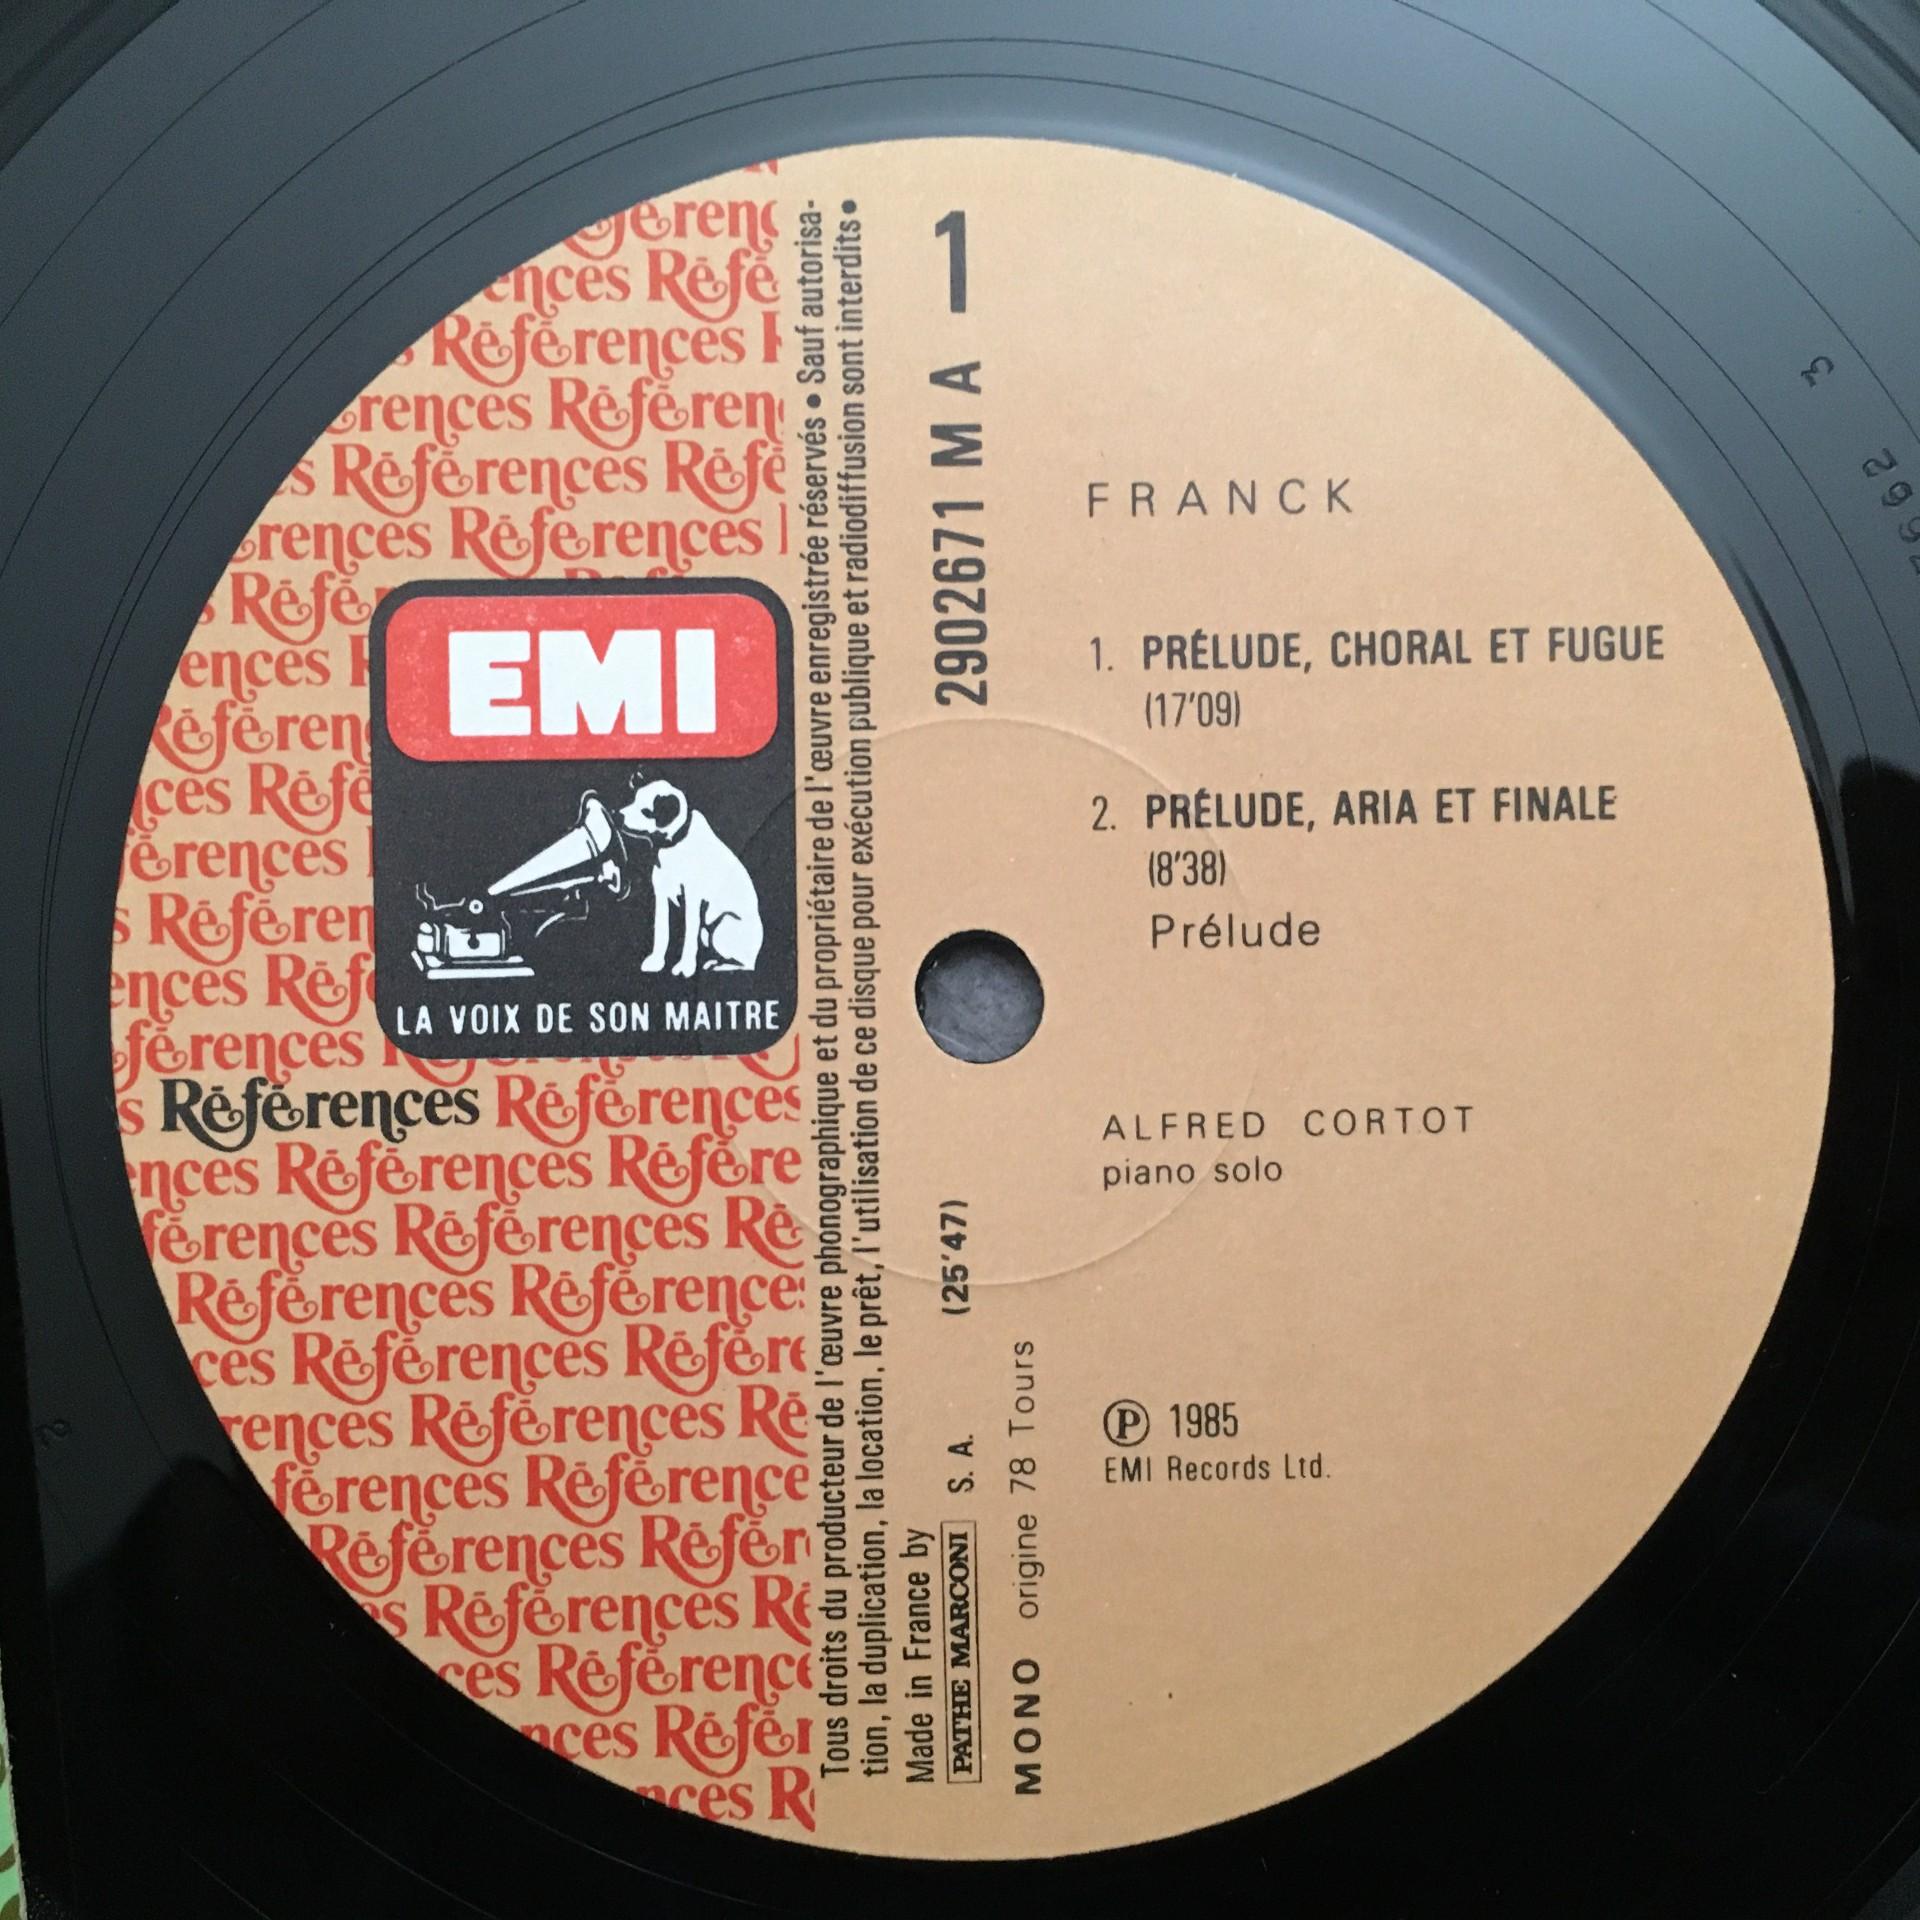 EMI
LA VOIX DE SON MAITRE
Références
Références
Tous droits du producteur de l'œuvre phonographique et du propriétaire de l'œuvre enregistrée réservés • Sauf autorisa-
tion, la duplication, la location, le prêt, l'utilisation de ce disque pour exécution publique et radiodiffusion sont interdits •
Made in France by
PATHE MARCONI S. A. (25'47)
2902671 M A 1
MONO origine 78 Tours
FRANCK
1. PRÉLUDE, CHORAL ET FUGUE
(17'09)
2. PRÉLUDE, ARIA ET FINALE
(8'38)
Prélude
ALFRED CORTOT
piano solo
℗ 1985
EMI Records Ltd.
3
2